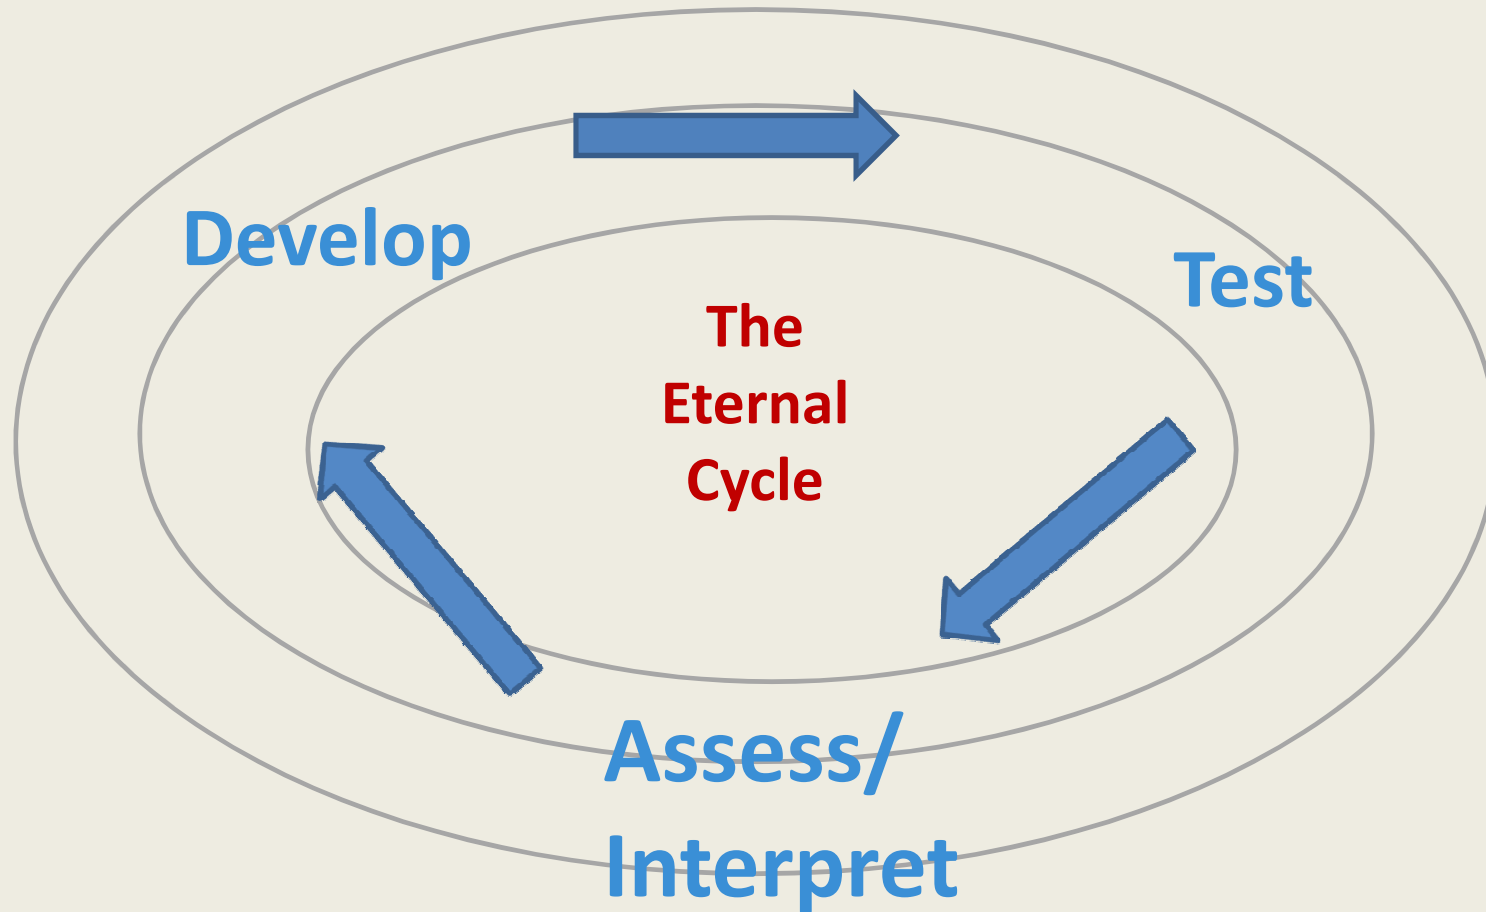 Develop
Test
The
Eternal
Cycle
Assess/
Interpret